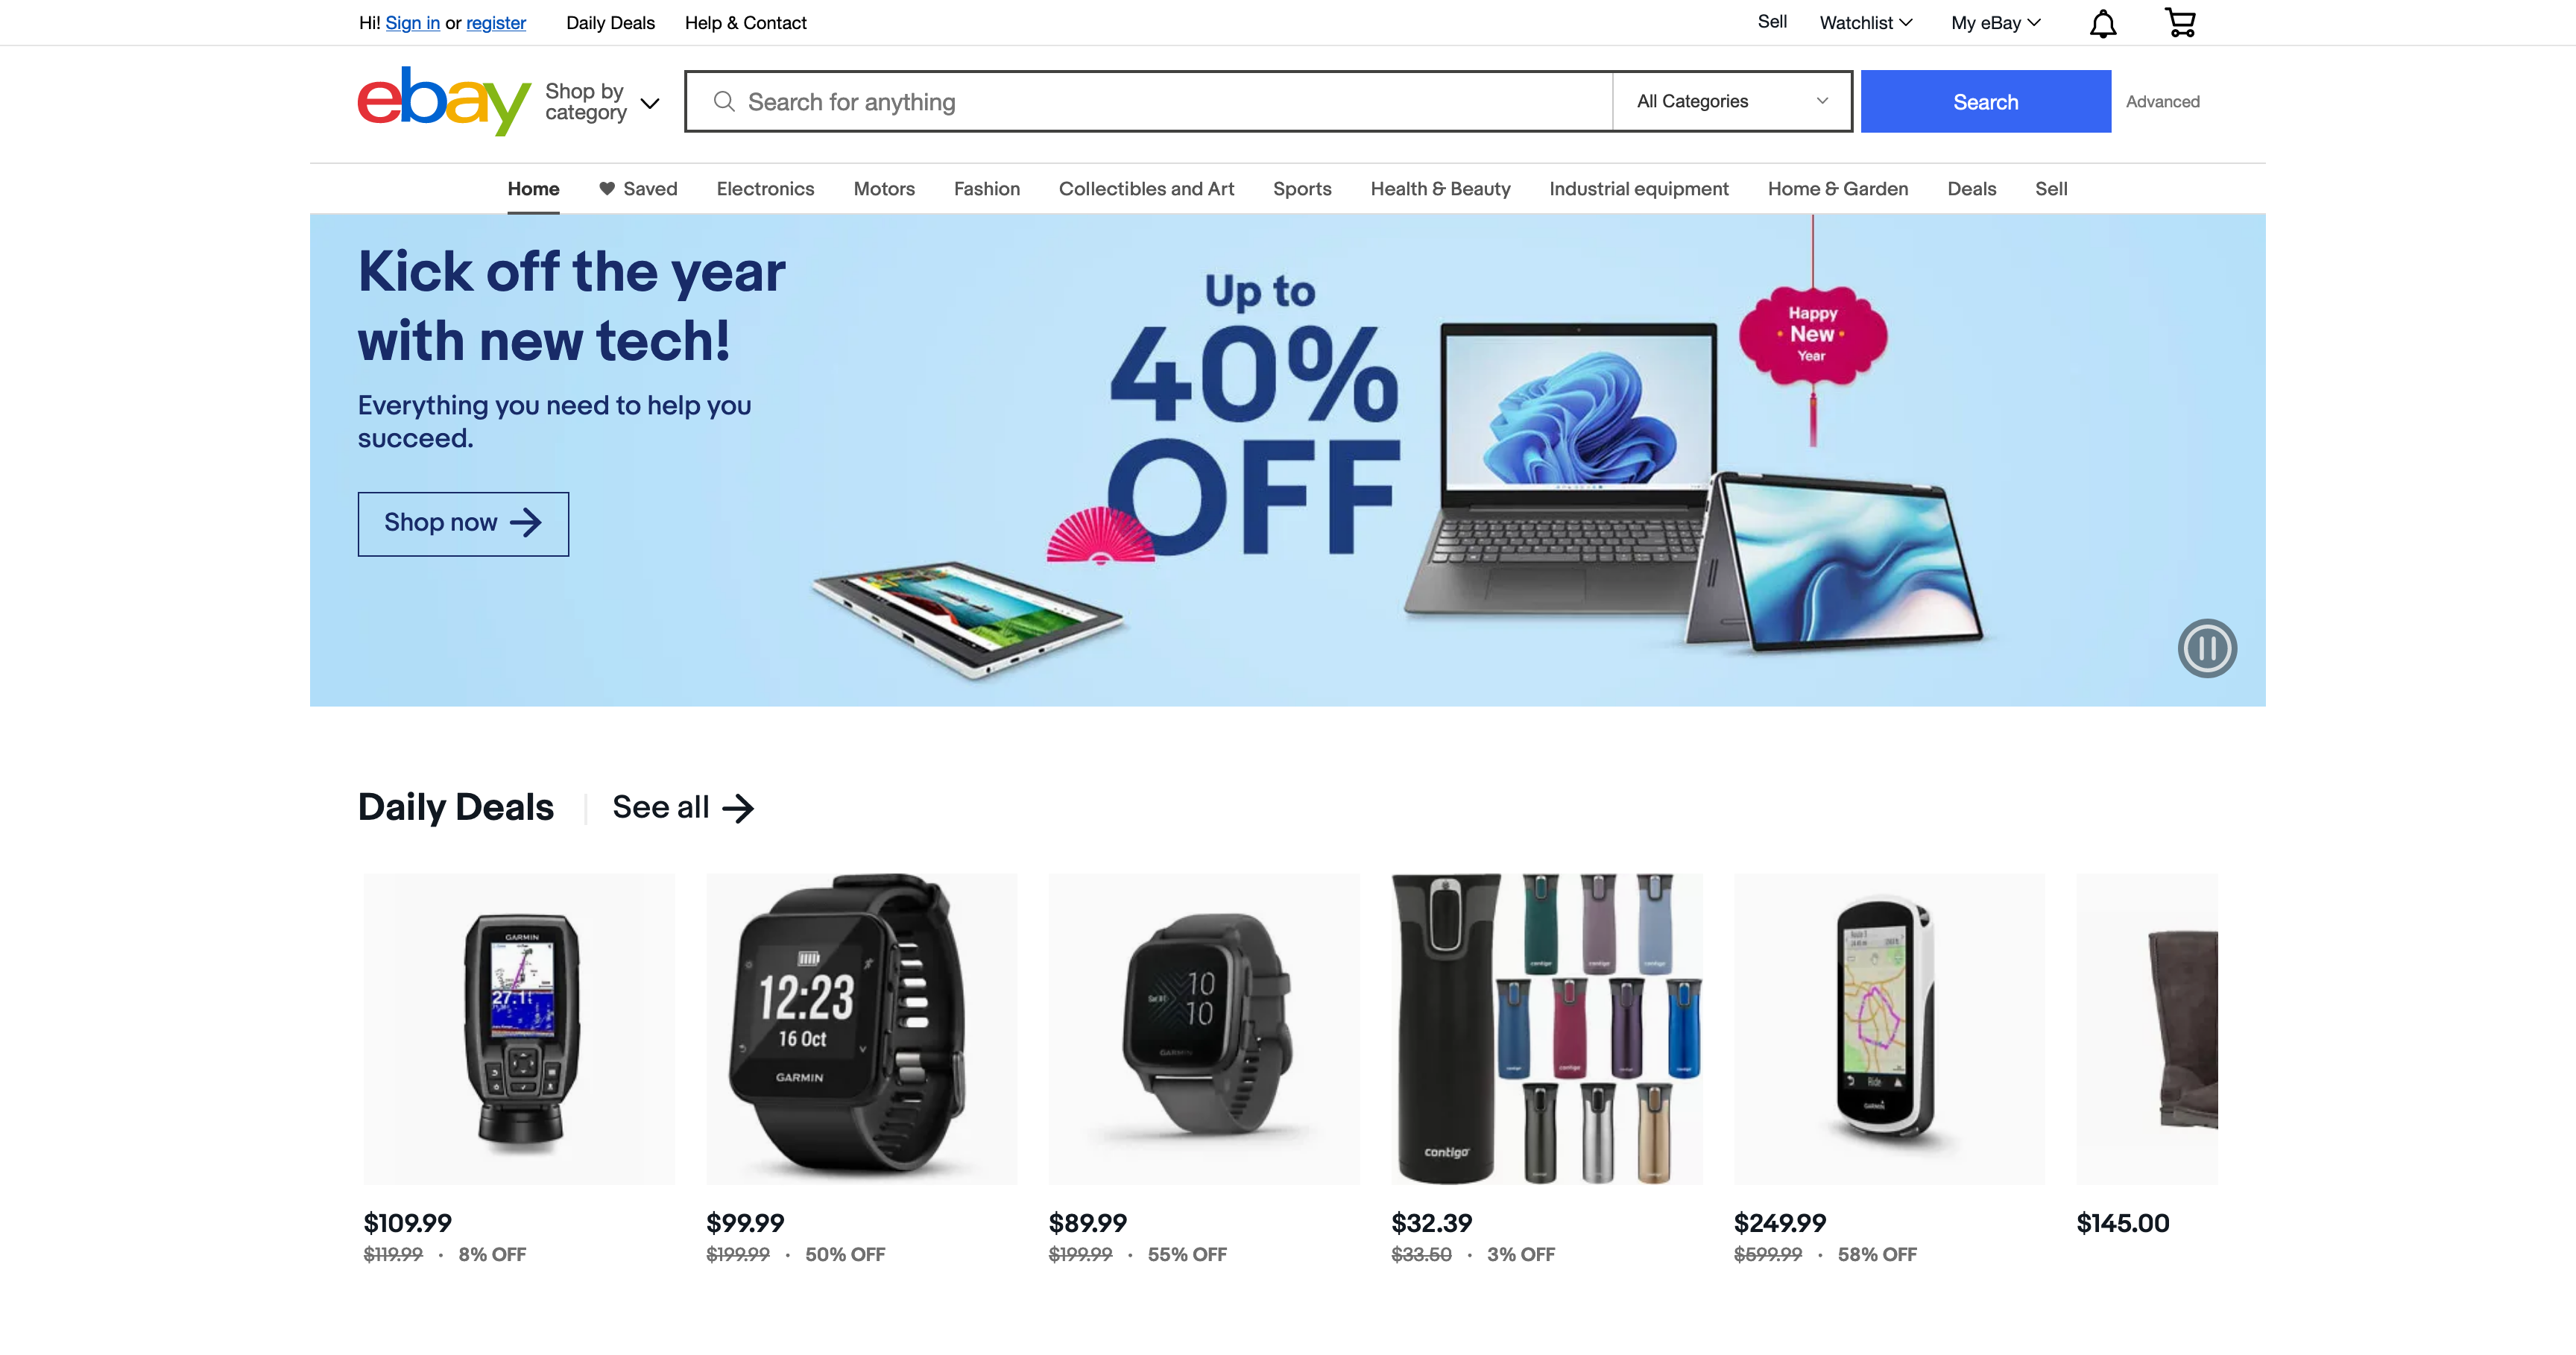 Hi! Sign in or register Daily Deals Help & Contact Sell Watchlist My eBay
ebay
Shop by
category
Search for anything
All Categories
Search
Advanced
Home Saved Electronics Motors Fashion Collectibles and Art Sports Health & Beauty Industrial equipment Home & Garden Deals Sell
Kick off the year
with new tech!
Everything you need to help you
succeed.
Shop now
Up to
40%
OFF
Happy
New
Year
Daily Deals See all
GARMIN
27.1
12:23
16 Oct
GARMIN
10
10
GARMIN
contigo
Ride
GARMIN
$109.99
$119.99 · 8% OFF
$99.99
$199.99 · 50% OFF
$89.99
$199.99 · 55% OFF
$32.39
$33.50 · 3% OFF
$249.99
$599.99 · 58% OFF
$145.00